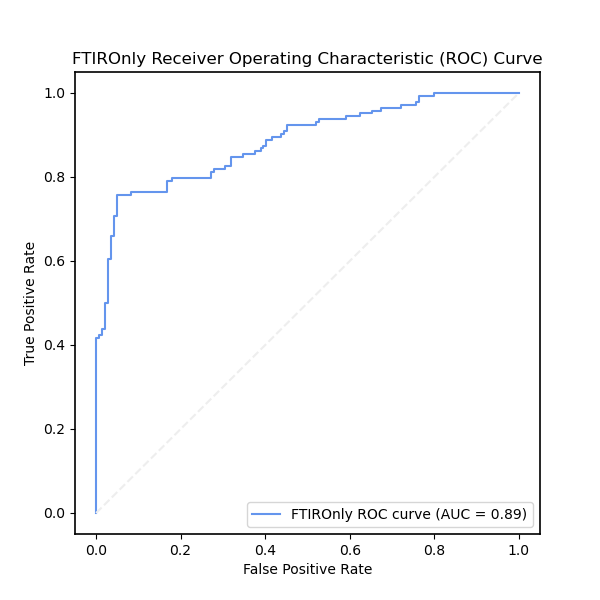 FTIROnly Receiver Operating Characteristic (ROC) Curve
True Positive Rate
1.0
0.8
0.6
0.4
0.2
0.0
FTIROnly ROC curve (AUC = 0.89)
0.0 0.2 0.4 0.6 0.8 1.0
False Positive Rate